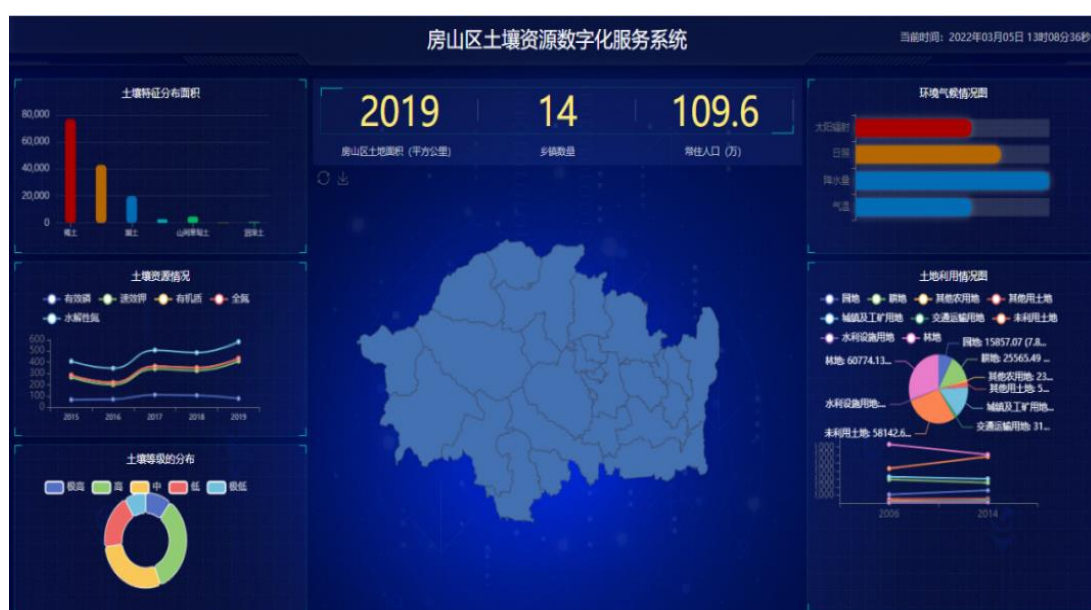 房山区土壤资源数字化服务系统
当前时间：2022年03月05日 13时08分36秒
土壤特征分布面积
80,000
60,000
40,000
20,000
0
褐土
潮土
山间草甸土
沼泽土
土壤资源情况
有效磷 速效钾 有机质 全氮
水解性氮
600
500
400
300
200
100
0
2015 2016 2017 2018 2019
土壤等级的分布
极高 高 中 低 极低
2019 14 109.6
房山区土地面积（平方公里） 乡镇数量 常住人口（万）
环境气候情况图
太阳辐射
日照
降水量
气温
土地利用情况图
园地 耕地 其他农用地 其他用土地
城镇及工矿用地 交通运输用地 未利用土地
水利设施用地 林地
园地: 15857.07 (7.8...
林地: 60774.13...
耕地: 25565.49 ...
其他农用地: 23...
其他用土地: 5...
水利设施用地:...
城镇及工矿用地...
交通运输用地: 31...
未利用土地: 58142.6...
2006 2014